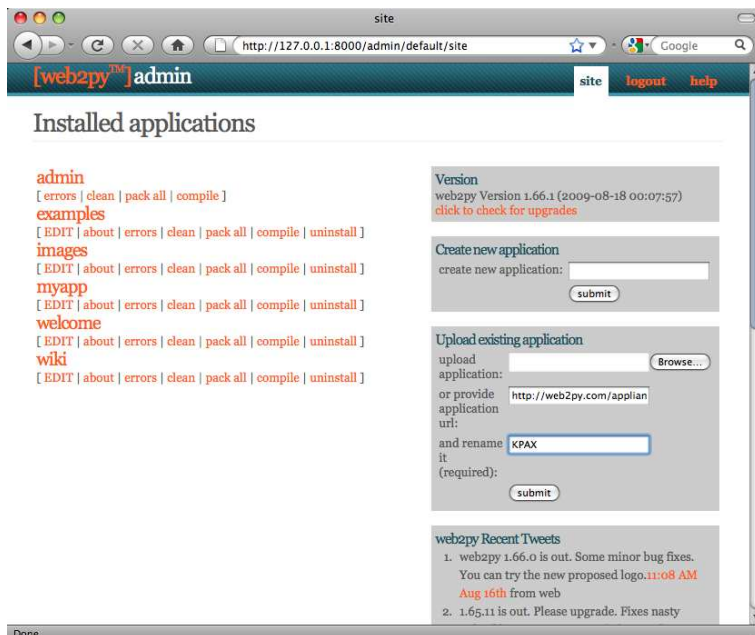 site
http://127.0.0.1:8000/admin/default/site
Google
[web2py™]admin
site logout help
Installed applications
admin
[ errors | clean | pack all | compile ]
examples
[ EDIT | about | errors | clean | pack all | compile | uninstall ]
images
[ EDIT | about | errors | clean | pack all | compile | uninstall ]
myapp
[ EDIT | about | errors | clean | pack all | compile | uninstall ]
welcome
[ EDIT | about | errors | clean | pack all | compile | uninstall ]
wiki
[ EDIT | about | errors | clean | pack all | compile | uninstall ]
Version
web2py Version 1.66.1 (2009-08-18 00:07:57)
click to check for upgrades
Create new application
create new application:
submit
Upload existing application
upload
application:
Browse...
or provide
application
url:
http://web2py.com/applian
and rename
it
(required):
KPAX
submit
web2py Recent Tweets
1. web2py 1.66.0 is out. Some minor bug fixes.
You can try the new proposed logo.11:08 AM
Aug 16th from web
2. 1.65.11 is out. Please upgrade. Fixes nasty
Done